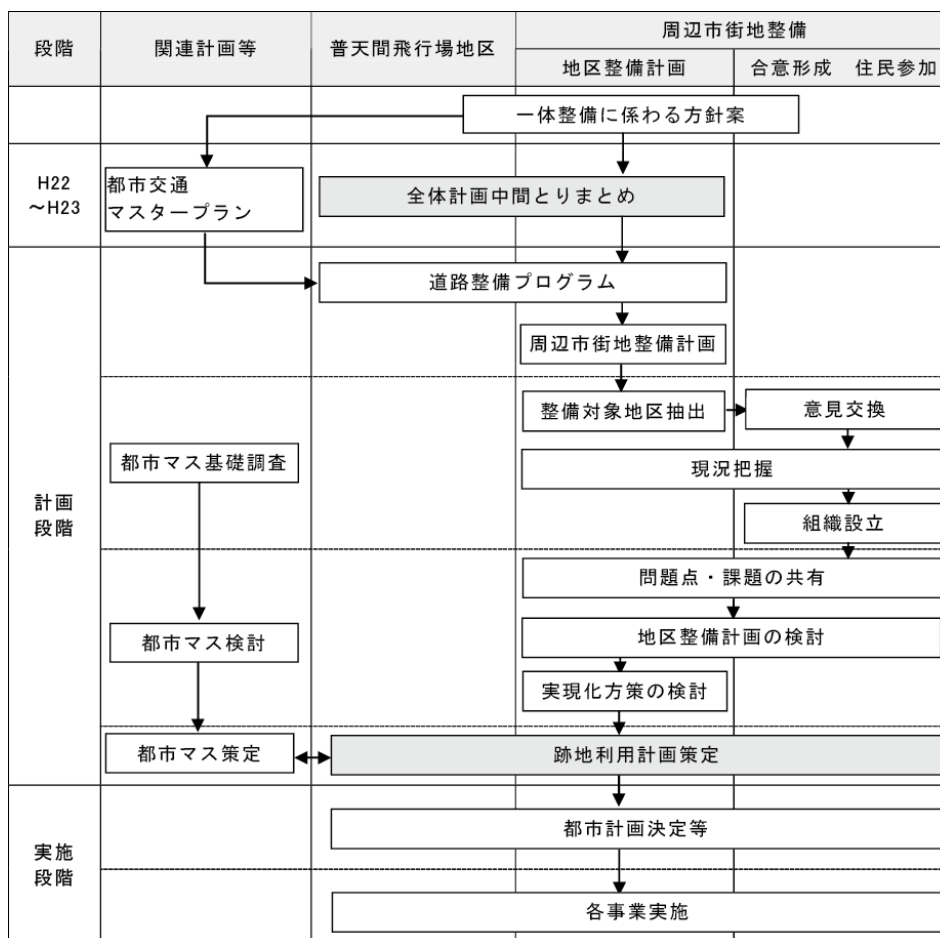 段階
関連計画等
普天間飛行場地区
周辺市街地整備
地区整備計画
合意形成 住民参加
一体整備に係わる方針案
H22
～H23
都市交通
マスタープラン
全体計画中間とりまとめ
道路整備プログラム
周辺市街地整備計画
計画
段階
整備対象地区抽出
意見交換
都市マス基礎調査
現況把握
組織設立
問題点・課題の共有
都市マス検討
地区整備計画の検討
実現化方策の検討
都市マス策定
跡地利用計画策定
実施
段階
都市計画決定等
各事業実施